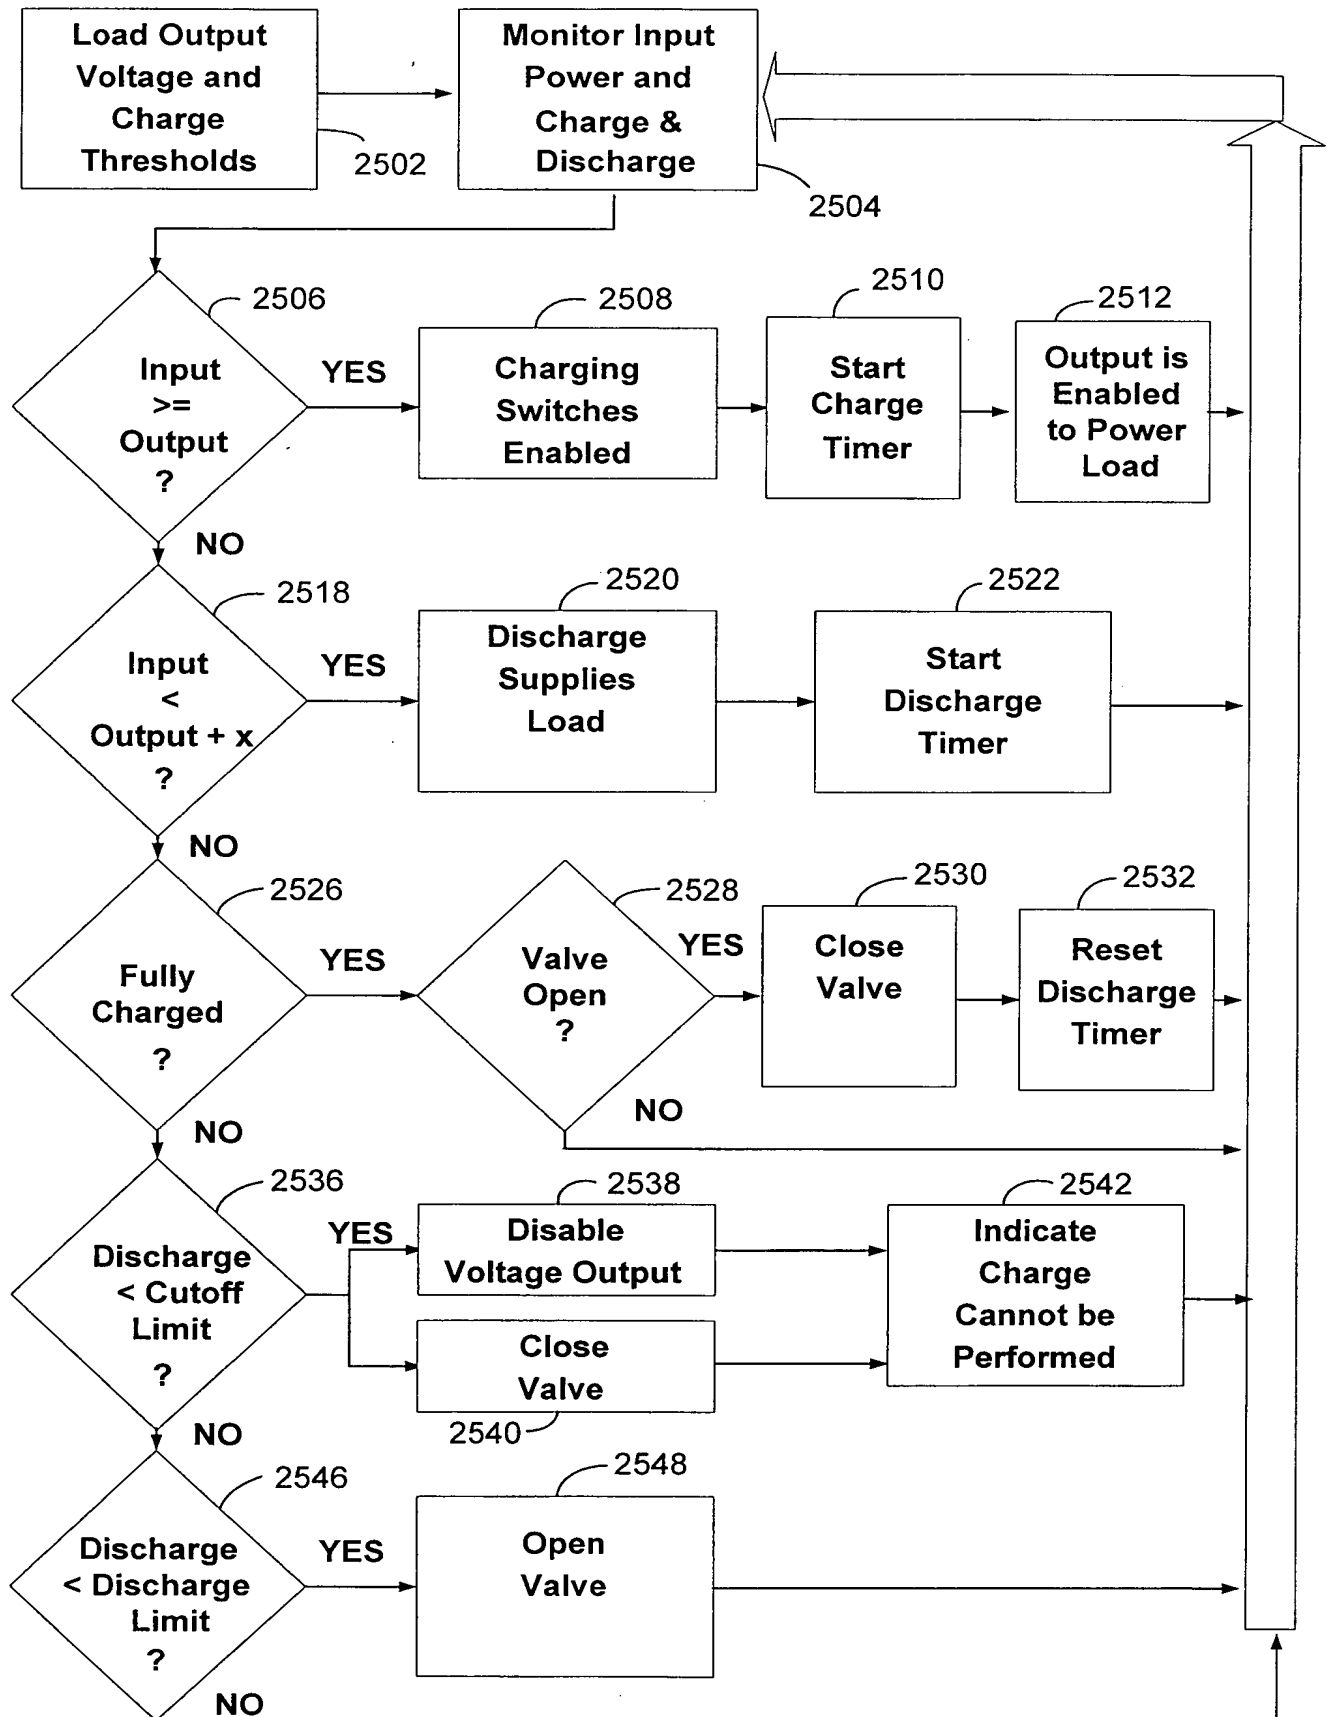 Load Output
Voltage and
Charge
Thresholds
2502
Monitor Input
Power and
Charge &
Discharge
2504
2506
Input
>=
Output
?
YES
2508
Charging
Switches
Enabled
2510
Start
Charge
Timer
2512
Output is
Enabled
to Power
Load
NO
2518
Input
<
Output + x
?
YES
2520
Discharge
Supplies
Load
2522
Start
Discharge
Timer
NO
2526
Fully
Charged
?
YES
2528
Valve
Open
?
YES
2530
Close
Valve
2532
Reset
Discharge
Timer
NO
NO
2536
Discharge
< Cutoff
Limit
?
YES
2538
Disable
Voltage Output
Close
Valve
2540
2542
Indicate
Charge
Cannot be
Performed
NO
2546
Discharge
< Discharge
Limit
?
YES
2548
Open
Valve
NO